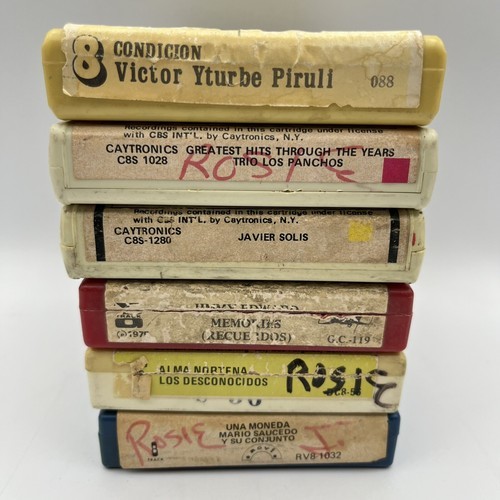 8 CONDICION
Victor Yturbe Piruli 088
Recordings contained in this cartridge under license
with CBS INT'L. by Caytronics, N.Y.
CAYTRONICS GREATEST HITS THROUGH THE YEARS
C8S 1028 TRIO LOS PANCHOS
ROSIE
Recordings contained in this cartridge under license
with CBS INT'L. by Caytronics, N.Y.
CAYTRONICS
C8S-1280 JAVIER SOLIS
MEMORIES
(RECUERDOS) G.C.-119
ALMA NORTENA
LOS DESCONOCIDOS
ROSIE
ROSIE
UNA MONEDA
MARIO SAUCEDO
Y SU CONJUNTO
RV8-1032